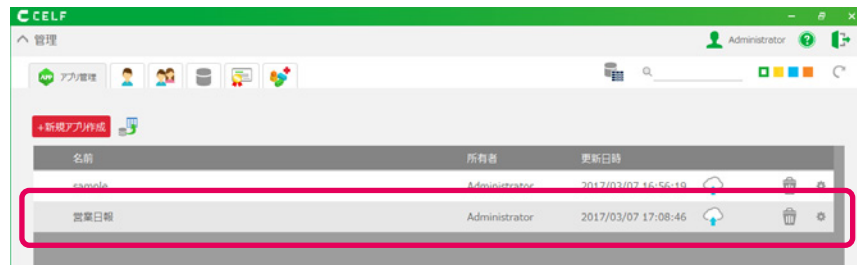 CELF
管理
Administrator
アプリ管理
+新規アプリ作成
名前 所有者 更新日時
sample Administrator 2017/03/07 16:56:19
営業日報 Administrator 2017/03/07 17:08:46